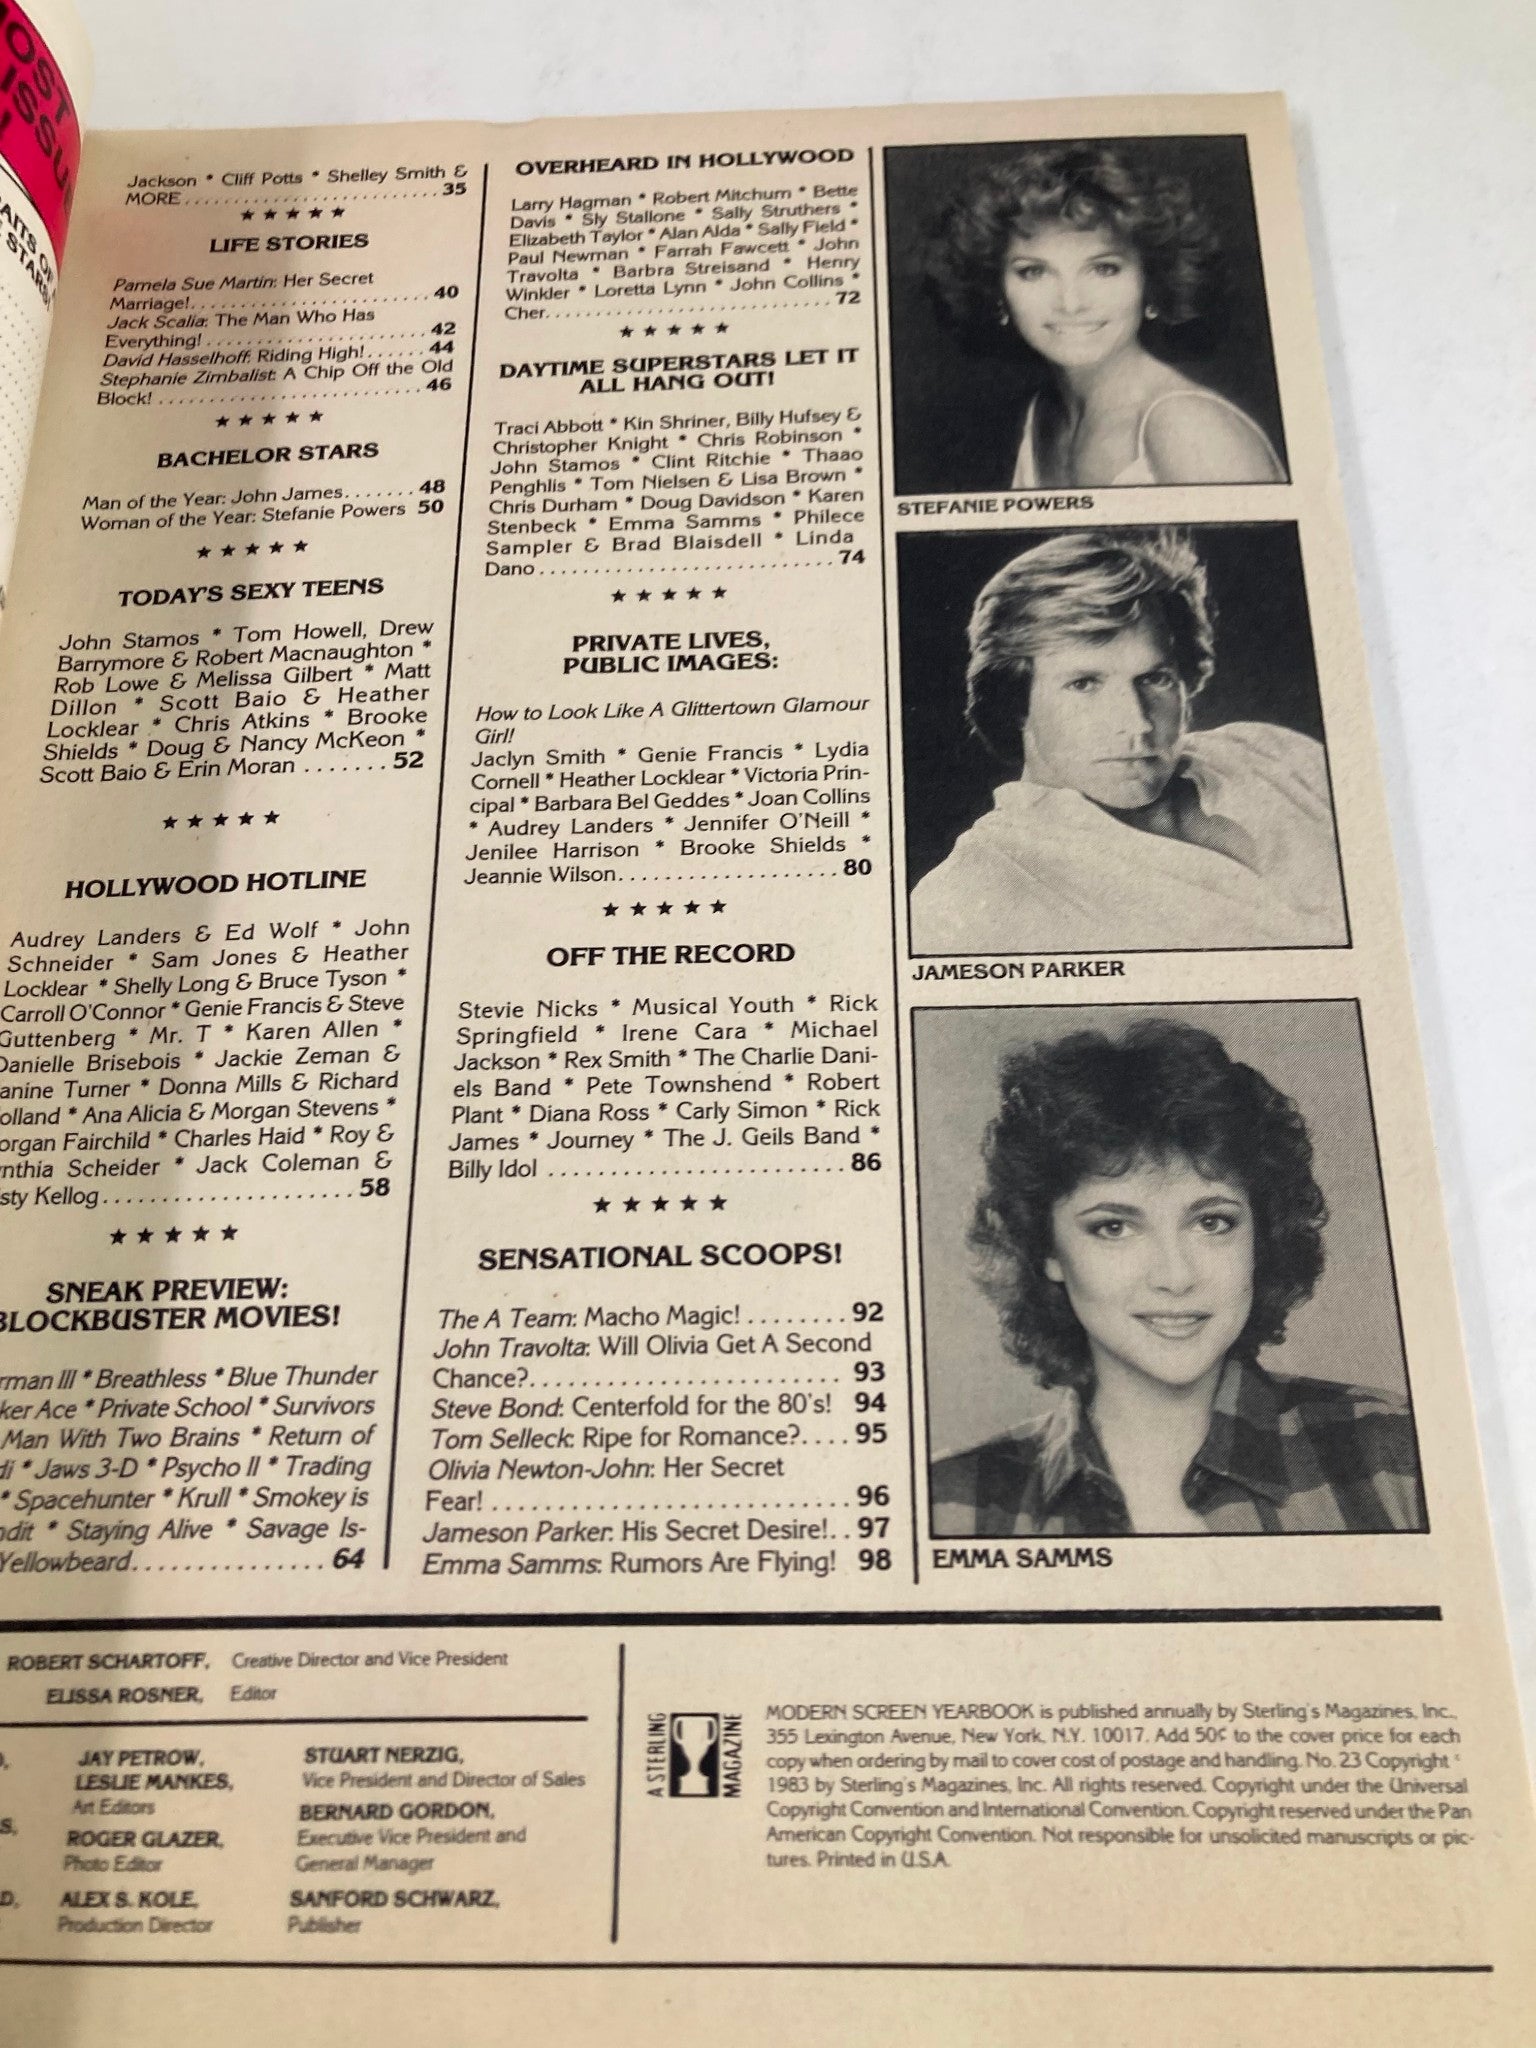 OST
ISSU
AITS OF
STARS
Jackson * Cliff Potts * Shelley Smith &
MORE..........................35
★ ★ ★ ★ ★
LIFE STORIES
Pamela Sue Martin: Her Secret
Marriage!.........................40
Jack Scalia: The Man Who Has
Everything!.......................42
David Hasselhoff: Riding High!......44
Stephanie Zimbalist: A Chip Off the Old
Block!............................46
★ ★ ★ ★ ★
BACHELOR STARS
Man of the Year: John James.......48
Woman of the Year: Stefanie Powers 50
★ ★ ★ ★ ★
TODAY'S SEXY TEENS
John Stamos * Tom Howell, Drew
Barrymore & Robert Macnaughton *
Rob Lowe & Melissa Gilbert * Matt
Dillon * Scott Baio & Heather
Locklear * Chris Atkins * Brooke
Shields * Doug & Nancy McKeon *
Scott Baio & Erin Moran .......52
★ ★ ★ ★ ★
HOLLYWOOD HOTLINE
Audrey Landers & Ed Wolf * John
Schneider * Sam Jones & Heather
Locklear * Shelly Long & Bruce Tyson *
Carroll O'Connor * Genie Francis & Steve
Guttenberg * Mr. T * Karen Allen *
Danielle Brisebois * Jackie Zeman &
anine Turner * Donna Mills & Richard
olland * Ana Alicia & Morgan Stevens *
organ Fairchild * Charles Haid * Roy &
nthia Scheider * Jack Coleman &
isty Kellog.....................58
★ ★ ★ ★ ★
SNEAK PREVIEW:
BLOCKBUSTER MOVIES!
rman III * Breathless * Blue Thunder
ker Ace * Private School * Survivors
Man With Two Brains * Return of
di * Jaws 3-D * Psycho II * Trading
* Spacehunter * Krull * Smokey is
ndit * Staying Alive * Savage Is-
Yellowbeard...............64
OVERHEARD IN HOLLYWOOD
Larry Hagman * Robert Mitchum * Bette
Davis * Sly Stallone * Sally Struthers *
Elizabeth Taylor * Alan Alda * Sally Field *
Paul Newman * Farrah Fawcett * John
Travolta * Barbra Streisand * Henry
Winkler * Loretta Lynn * John Collins *
Cher..............................72
★ ★ ★ ★ ★
DAYTIME SUPERSTARS LET IT
ALL HANG OUT!
Traci Abbott * Kin Shriner, Billy Hufsey &
Christopher Knight * Chris Robinson *
John Stamos * Clint Ritchie * Thaao
Penghlis * Tom Nielsen & Lisa Brown *
Chris Durham * Doug Davidson * Karen
Stenbeck * Emma Samms * Philece
Sampler & Brad Blaisdell * Linda
Dano...........................74
★ ★ ★ ★ ★
PRIVATE LIVES,
PUBLIC IMAGES:
How to Look Like A Glittertown Glamour
Girl!
Jaclyn Smith * Genie Francis * Lydia
Cornell * Heather Locklear * Victoria Prin-
cipal * Barbara Bel Geddes * Joan Collins
* Audrey Landers * Jennifer O'Neill *
Jenilee Harrison * Brooke Shields *
Jeannie Wilson...................80
★ ★ ★ ★ ★
OFF THE RECORD
Stevie Nicks * Musical Youth * Rick
Springfield * Irene Cara * Michael
Jackson * Rex Smith * The Charlie Dani-
els Band * Pete Townshend * Robert
Plant * Diana Ross * Carly Simon * Rick
James * Journey * The J. Geils Band *
Billy Idol ........................86
★ ★ ★ ★ ★
SENSATIONAL SCOOPS!
The A Team: Macho Magic!........92
John Travolta: Will Olivia Get A Second
Chance?........................93
Steve Bond: Centerfold for the 80's! 94
Tom Selleck: Ripe for Romance?....95
Olivia Newton-John: Her Secret
Fear!............................96
Jameson Parker: His Secret Desire!..97
Emma Samms: Rumors Are Flying! 98
STEFANIE POWERS
JAMESON PARKER
EMMA SAMMS
ROBERT SCHARTOFF, Creative Director and Vice President
ELISSA ROSNER, Editor
JAY PETROW,
LESLIE MANKES,
Art Editors
ROGER GLAZER,
Photo Editor
ALEX S. KOLE,
Production Director
STUART NERZIG,
Vice President and Director of Sales
BERNARD GORDON,
Executive Vice President and
General Manager
SANFORD SCHWARZ,
Publisher
A STERLING
MAGAZINE
MODERN SCREEN YEARBOOK is published annually by Sterling's Magazines, Inc.,
355 Lexington Avenue, New York, N.Y. 10017. Add 50¢ to the cover price for each
copy when ordering by mail to cover cost of postage and handling. No. 23 Copyright ©
1983 by Sterling's Magazines, Inc. All rights reserved. Copyright under the Universal
Copyright Convention and International Convention. Copyright reserved under the Pan
American Copyright Convention. Not responsible for unsolicited manuscripts or pic-
tures. Printed in U.S.A.